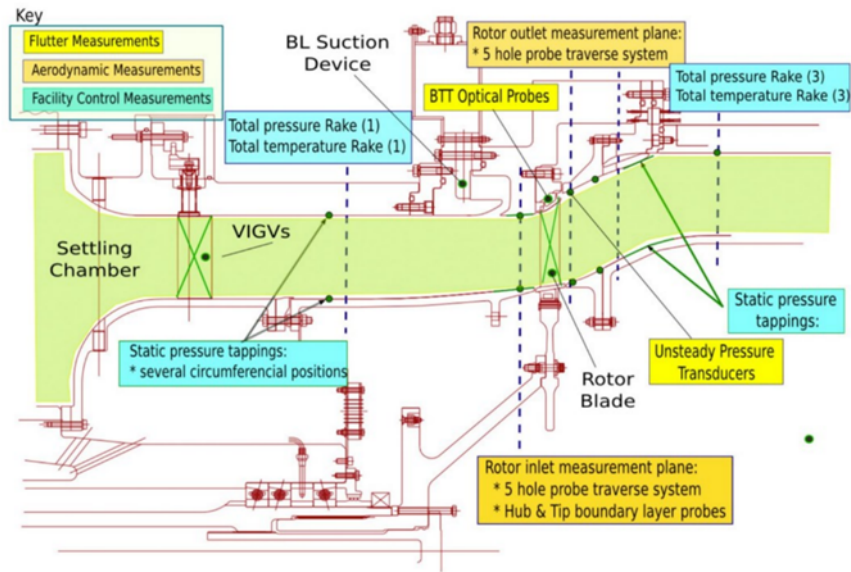 Key
Flutter Measurements
Aerodynamic Measurements
Facility Control Measurements
BL Suction
Device
Rotor outlet measurement plane:
* 5 hole probe traverse system
BTT Optical Probes
Total pressure Rake (3)
Total temperature Rake (3)
Total pressure Rake (1)
Total temperature Rake (1)
Settling
Chamber
VIGVs
Static pressure tappings:
* several circumferencial positions
Static pressure
tappings:
Unsteady Pressure
Transducers
Rotor
Blade
Rotor inlet measurement plane:
* 5 hole probe traverse system
* Hub & Tip boundary layer probes